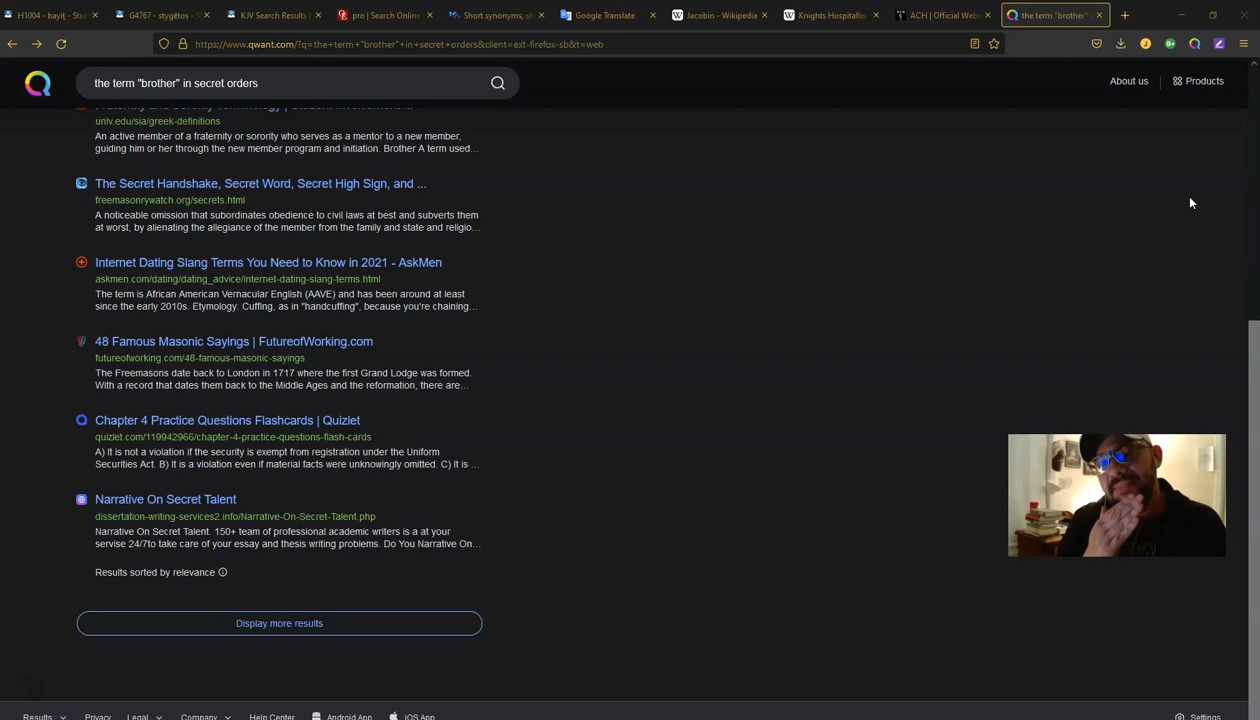 H1004 - bayiṯ - Stro
G4767 - stygētos - S
KJV Search Results f
pro | Search Online
Short synonyms, sh
Google Translate
Jacobin - Wikipedia
Knights Hospitaller
ACH | Official Webs
the term "brother"
https://www.qwant.com/?q=the+term+"brother"+in+secret+orders&client=ext-firefox-sb&t=web
the term "brother" in secret orders
About us
Products
Fraternity and Sorority Terminology | Student Involvement ...
univ.edu/sia/greek-definitions
An active member of a fraternity or sorority who serves as a mentor to a new member,
guiding him or her through the new member program and initiation. Brother A term used...
The Secret Handshake, Secret Word, Secret High Sign, and ...
freemasonrywatch.org/secrets.html
A noticeable omission that subordinates obedience to civil laws at best and subverts them
at worst, by alienating the allegiance of the member from the family and state and religio...
Internet Dating Slang Terms You Need to Know in 2021 - AskMen
askmen.com/dating/dating_advice/internet-dating-slang-terms.html
The term is African American Vernacular English (AAVE) and has been around at least
since the early 2010s. Etymology: Cuffing, as in "handcuffing", because you're chaining...
48 Famous Masonic Sayings | FutureofWorking.com
futureofworking.com/48-famous-masonic-sayings
The Freemasons date back to London in 1717 where the first Grand Lodge was formed.
With a record that dates them back to the Middle Ages and the reformation, there are...
Chapter 4 Practice Questions Flashcards | Quizlet
quizlet.com/119942966/chapter-4-practice-questions-flash-cards
A) It is not a violation if the security is exempt from registration under the Uniform
Securities Act. B) It is a violation even if material facts were unknowingly omitted. C) It is ...
Narrative On Secret Talent
dissertation-writing-services2.info/Narrative-On-Secret-Talent.php
Narrative On Secret Talent. 150+ team of professional academic writers is a at your
servise 24/7to take care of your essay and thesis writing problems. Do You Narrative On...
Results sorted by relevance
Display more results
Results
Privacy
Legal
Company
Help Center
Android App
iOS App
Settings